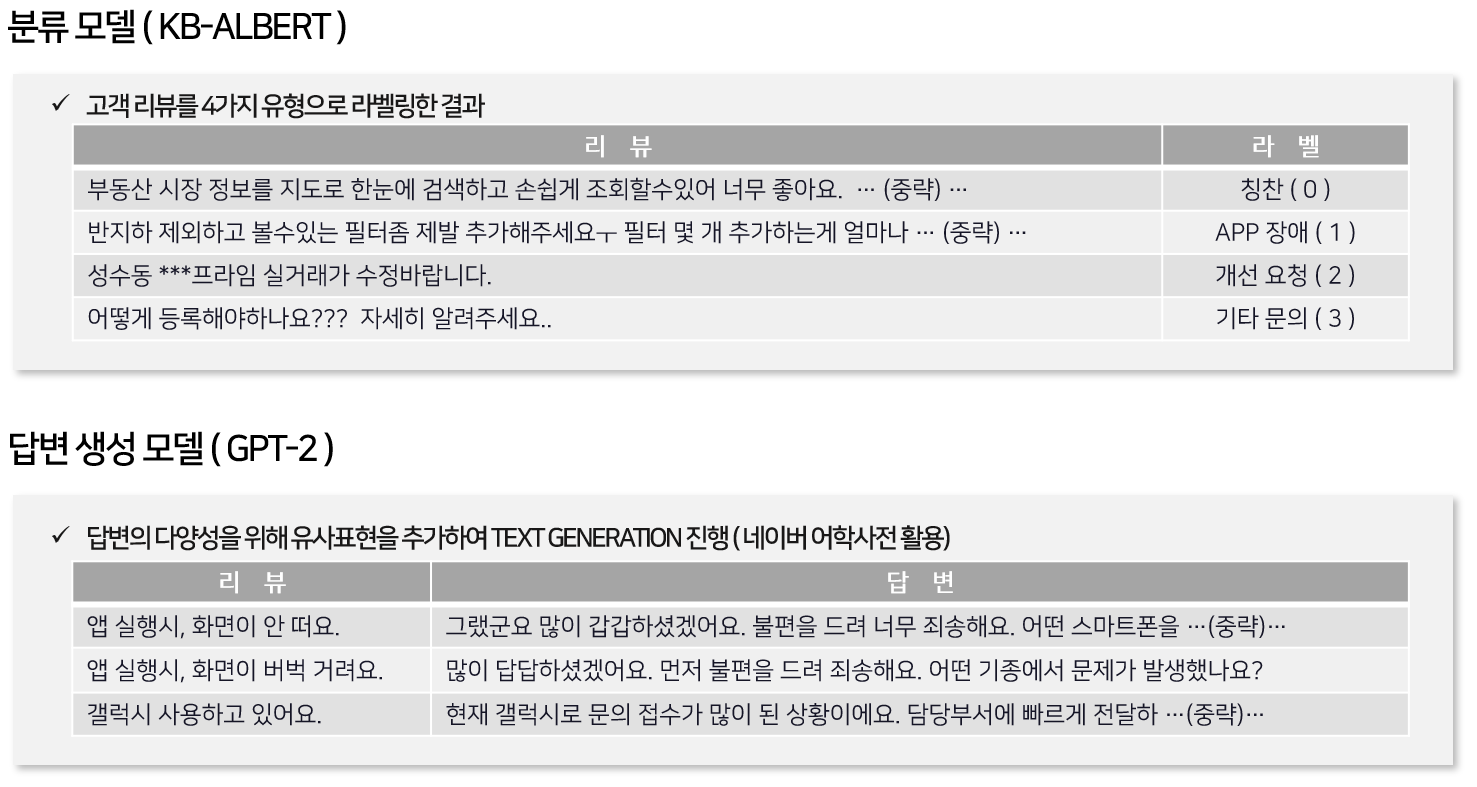 분류 모델 ( KB-ALBERT )
✓ 고객 리뷰를 4가지 유형으로 라벨링한 결과
리 뷰 라 벨
부동산 시장 정보를 지도로 한눈에 검색하고 손쉽게 조회할수있어 너무 좋아요. … (중략) … 칭찬 ( 0 )
반지하 제외하고 볼수있는 필터좀 제발 추가해주세요ㅜ 필터 몇 개 추가하는게 얼마나 … (중략) … APP 장애 ( 1 )
성수동 ***프라임 실거래가 수정바랍니다. 개선 요청 ( 2 )
어떻게 등록해야하나요??? 자세히 알려주세요.. 기타 문의 ( 3 )
답변 생성 모델 ( GPT-2 )
✓ 답변의 다양성을 위해 유사표현을 추가하여 TEXT GENERATION 진행 ( 네이버 어학사전 활용)
리 뷰 답 변
앱 실행시, 화면이 안 떠요. 그랬군요 많이 갑갑하셨겠어요. 불편을 드려 너무 죄송해요. 어떤 스마트폰을 …(중략)…
앱 실행시, 화면이 버벅 거려요. 많이 답답하셨겠어요. 먼저 불편을 드려 죄송해요. 어떤 기종에서 문제가 발생했나요?
갤럭시 사용하고 있어요. 현재 갤럭시로 문의 접수가 많이 된 상황이에요. 담당부서에 빠르게 전달하 …(중략)…